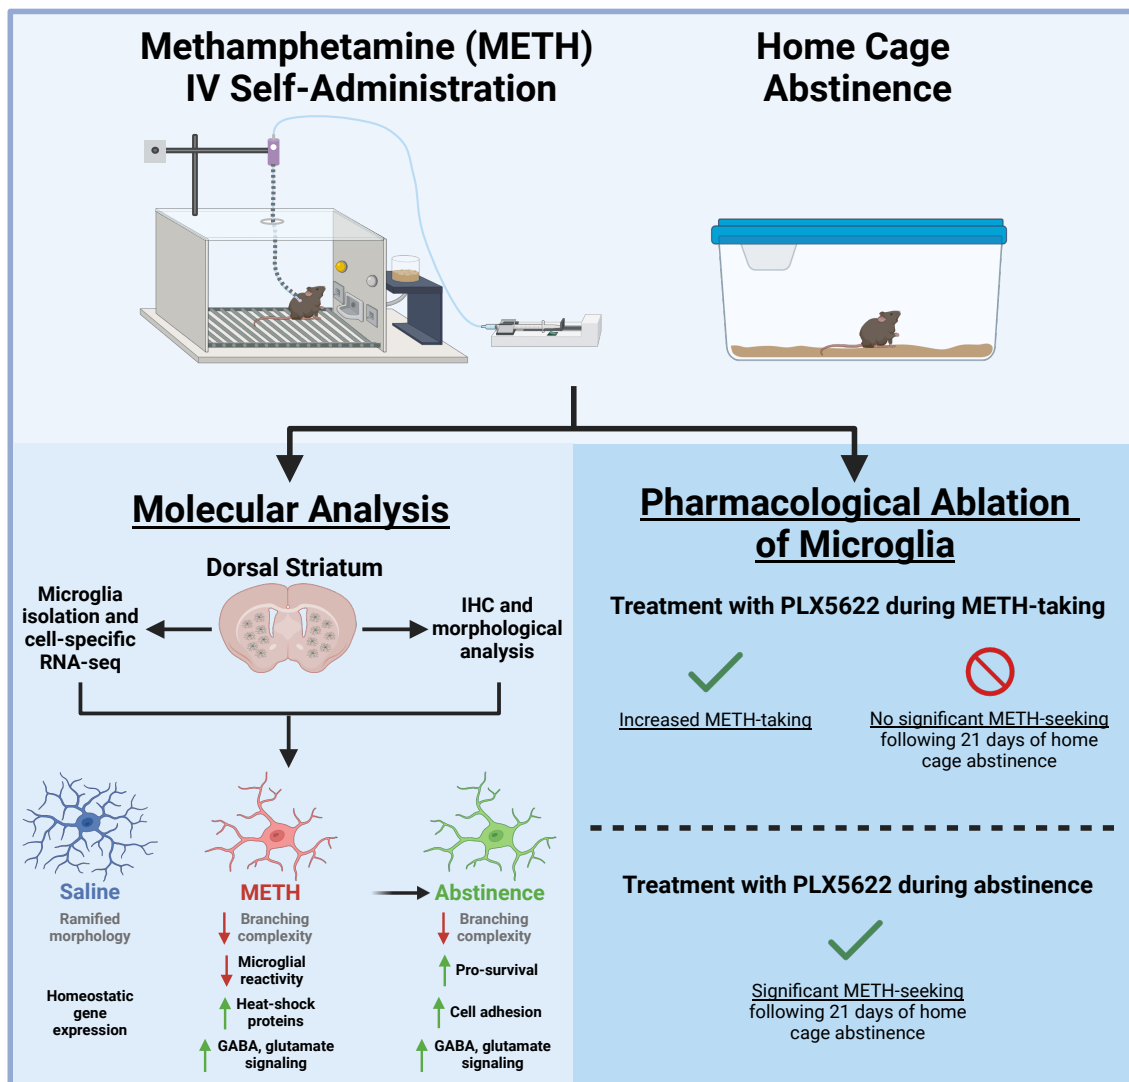 Methamphetamine (METH)
IV Self-Administration
Home Cage
Abstinence
Molecular Analysis
Dorsal Striatum
Microglia
isolation and
cell-specific
RNA-seq
IHC and
morphological
analysis
Saline
Ramified
morphology
Homeostatic
gene
expression
METH
Branching
complexity
Microglial
reactivity
Heat-shock
proteins
GABA, glutamate
signaling
Abstinence
Branching
complexity
Pro-survival
Cell adhesion
GABA, glutamate
signaling
Pharmacological Ablation
of Microglia
Treatment with PLX5622 during METH-taking
Increased METH-taking
No significant METH-seeking
following 21 days of home
cage abstinence
Treatment with PLX5622 during abstinence
Significant METH-seeking
following 21 days of home
cage abstinence